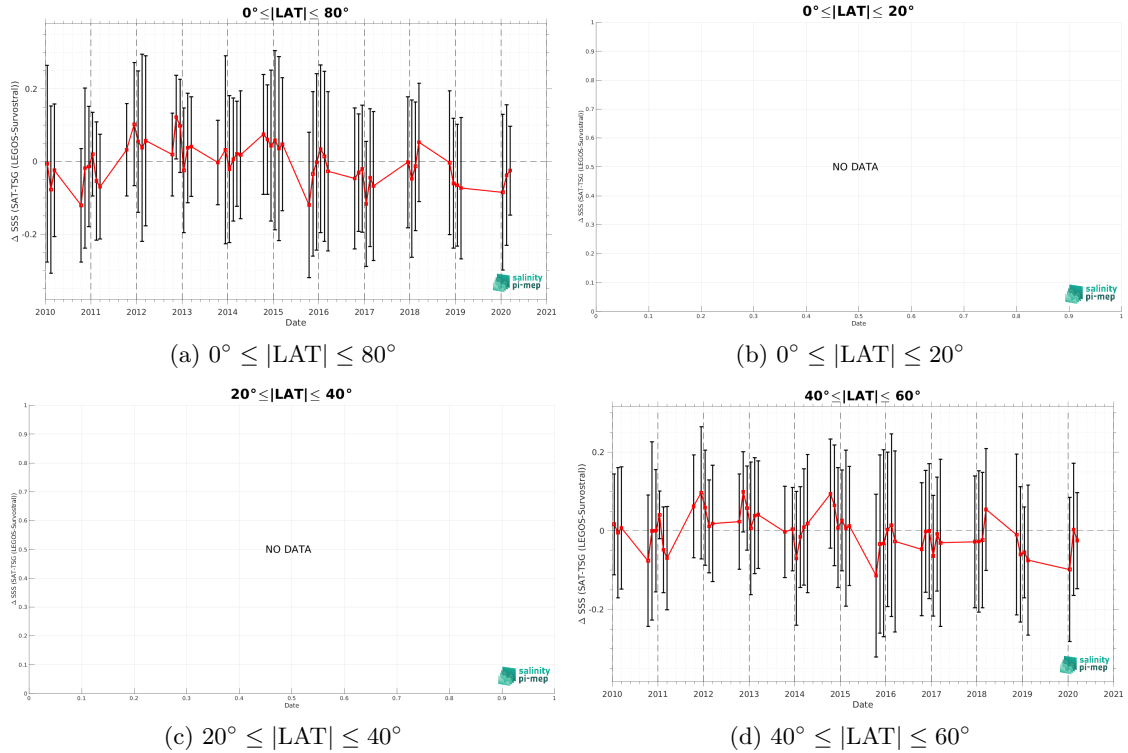 0°≤|LAT|≤ 80°
Δ SSS (SAT-TSG (LEGOS-Survostral))
0.2
0
-0.2
2010 2011 2012 2013 2014 2015 2016 2017 2018 2019 2020 2021
Date
salinity
pi-mep
(a) 0° ≤ |LAT| ≤ 80°
0°≤|LAT|≤ 20°
Δ SSS (SAT-TSG (LEGOS-Survostral))
1
0.9
0.8
0.7
0.6
0.5
0.4
0.3
0.2
0.1
0
NO DATA
0 0.1 0.2 0.3 0.4 0.5 0.6 0.7 0.8 0.9 1
Date
salinity
pi-mep
(b) 0° ≤ |LAT| ≤ 20°
20°≤|LAT|≤ 40°
Δ SSS (SAT-TSG (LEGOS-Survostral))
1
0.9
0.8
0.7
0.6
0.5
0.4
0.3
0.2
0.1
0
NO DATA
0 0.1 0.2 0.3 0.4 0.5 0.6 0.7 0.8 0.9 1
Date
salinity
pi-mep
(c) 20° ≤ |LAT| ≤ 40°
40°≤|LAT|≤ 60°
Δ SSS (SAT-TSG (LEGOS-Survostral))
0.2
0
-0.2
2010 2011 2012 2013 2014 2015 2016 2017 2018 2019 2020 2021
Date
salinity
pi-mep
(d) 40° ≤ |LAT| ≤ 60°